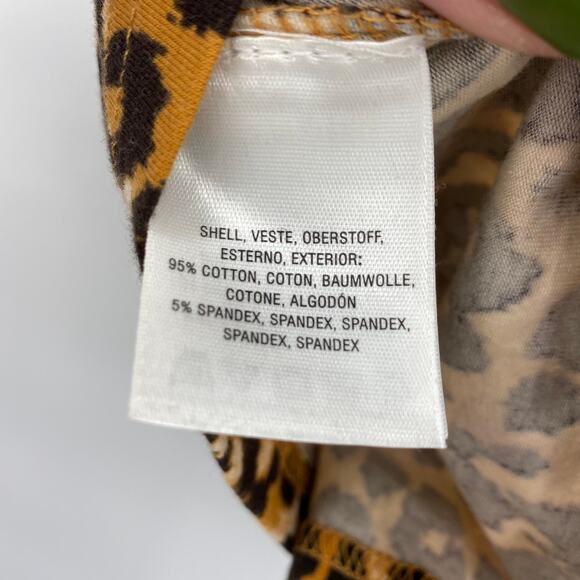 SHELL, VESTE, OBERSTOFF,
ESTERNO, EXTERIOR:
95% COTTON, COTON, BAUMWOLLE,
COTONE, ALGODÓN
5% SPANDEX, SPANDEX, SPANDEX,
SPANDEX, SPANDEX